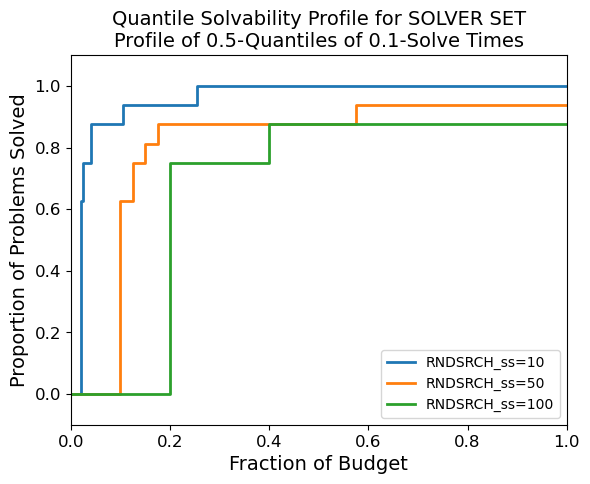 Quantile Solvability Profile for SOLVER SET
Profile of 0.5-Quantiles of 0.1-Solve Times
Proportion of Problems Solved
1.0
0.8
0.6
0.4
0.2
0.0
RNDSRCH_ss=10
RNDSRCH_ss=50
RNDSRCH_ss=100
0.0 0.2 0.4 0.6 0.8 1.0
Fraction of Budget